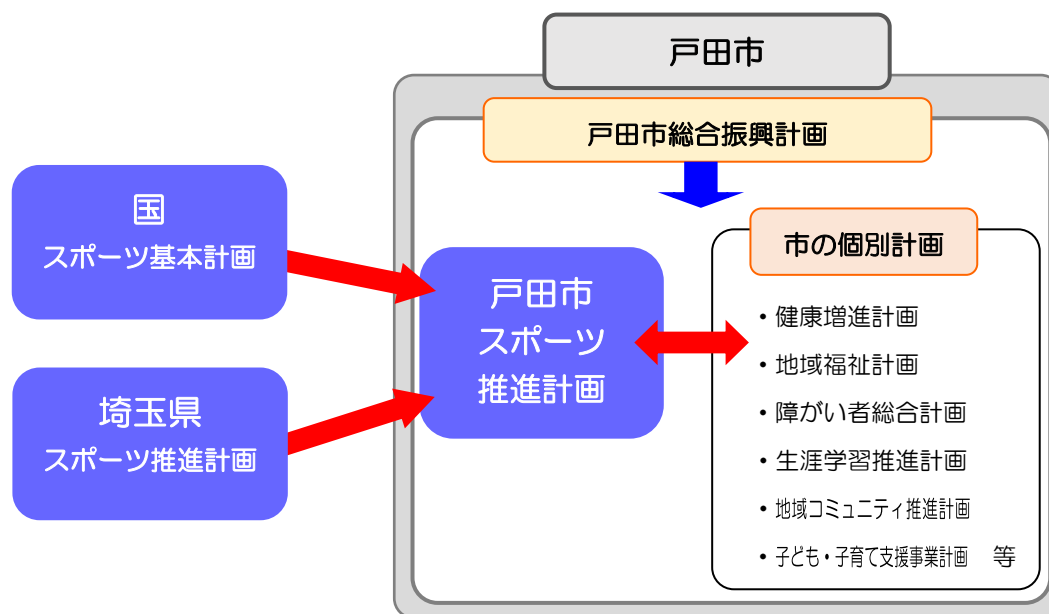 戸田市
戸田市総合振興計画
国
スポーツ基本計画
埼玉県
スポーツ推進計画
戸田市
スポーツ
推進計画
市の個別計画
・健康増進計画
・地域福祉計画
・障がい者総合計画
・生涯学習推進計画
・地域コミュニティ推進計画
・子ども・子育て支援事業計画　等